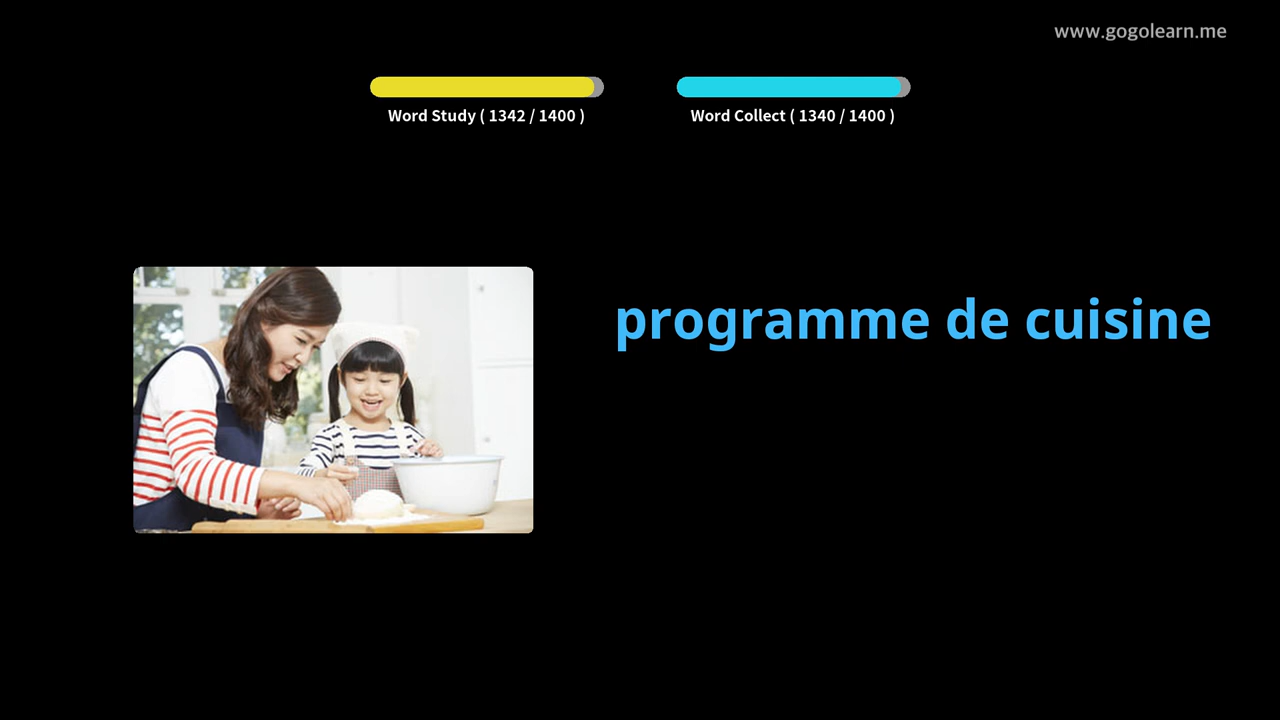 www.gogolearn.me
Word Study ( 1342 / 1400 )
Word Collect ( 1340 / 1400 )
programme de cuisine